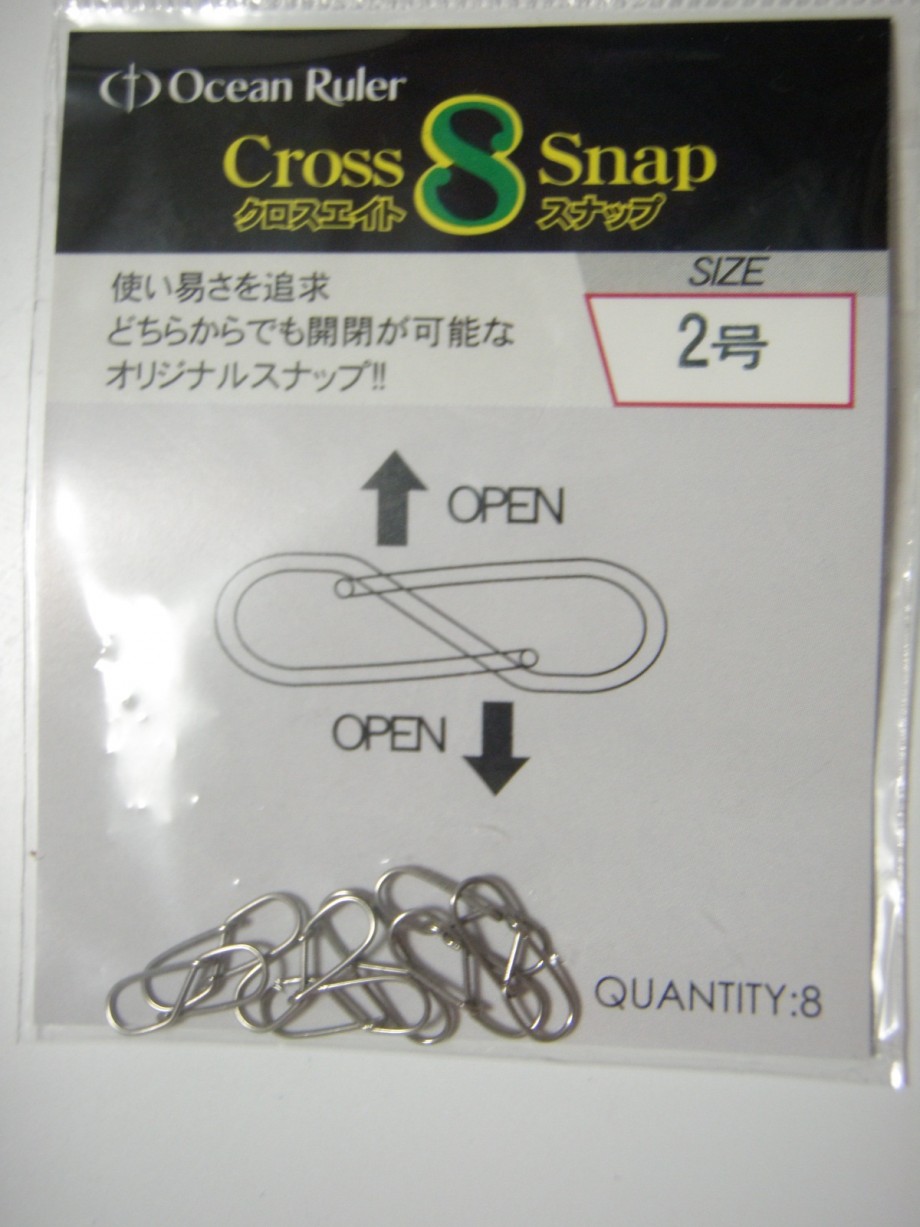 Ocean Ruler
Cross 8 Snap
クロスエイト スナップ
使い易さを追求
どちらからでも開閉が可能な
オリジナルスナップ!!
SIZE
2号
OPEN
OPEN
QUANTITY:8